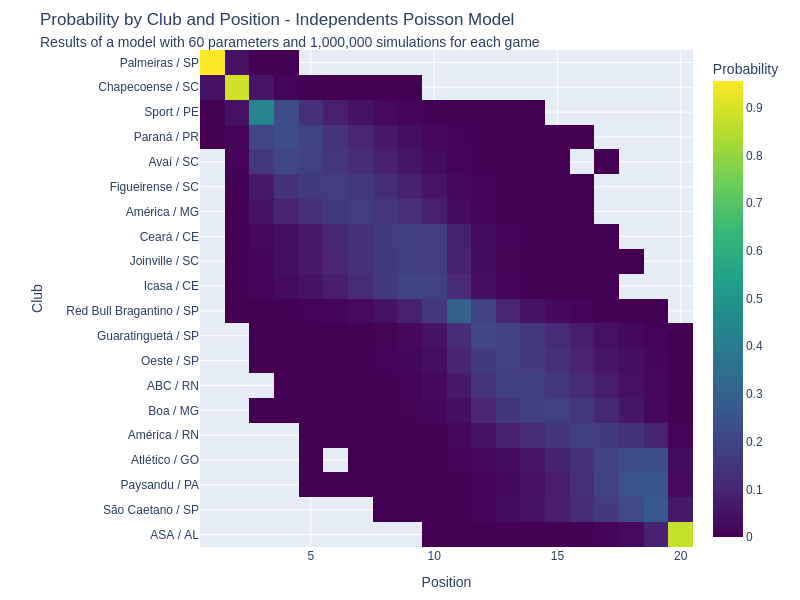 Probability by Club and Position - Independents Poisson Model
Results of a model with 60 parameters and 1,000,000 simulations for each game
Probability
Palmeiras / SP
Chapecoense / SC
Sport / PE
Paraná / PR
Avaí / SC
Figueirense / SC
América / MG
Ceará / CE
Joinville / SC
Icasa / CE
Red Bull Bragantino / SP
Guaratinguetá / SP
Oeste / SP
ABC / RN
Boa / MG
América / RN
Atlético / GO
Paysandu / PA
São Caetano / SP
ASA / AL
Club
5
10
15
20
Position
0.9
0.8
0.7
0.6
0.5
0.4
0.3
0.2
0.1
0